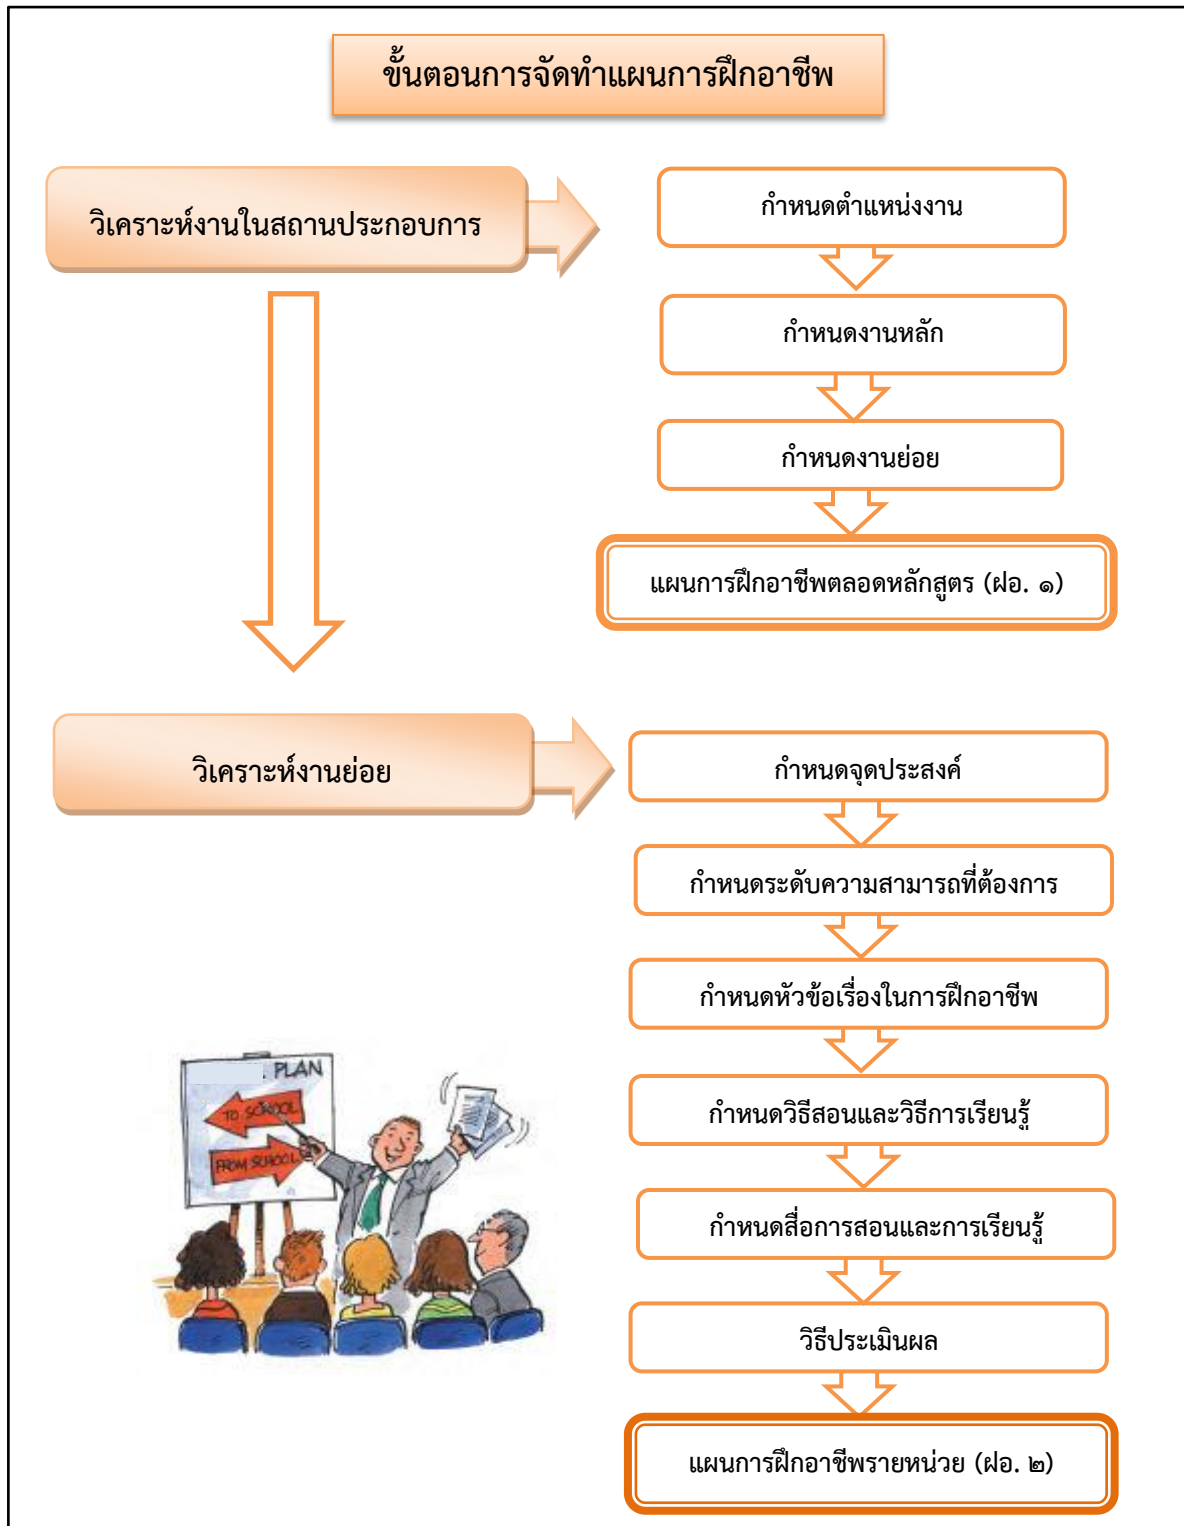 ขั้นตอนการจัดทำแผนการฝึกอาชีพ
วิเคราะห์งานในสถานประกอบการ
กำหนดตำแหน่งงาน
กำหนดงานหลัก
กำหนดงานย่อย
แผนการฝึกอาชีพตลอดหลักสูตร (ฝอ. ๑)
วิเคราะห์งานย่อย
กำหนดจุดประสงค์
กำหนดระดับความสามารถที่ต้องการ
กำหนดหัวข้อเรื่องในการฝึกอาชีพ
กำหนดวิธีสอนและวิธีการเรียนรู้
กำหนดสื่อการสอนและการเรียนรู้
วิธีประเมินผล
แผนการฝึกอาชีพรายหน่วย (ฝอ. ๒)
PLAN
TO SCHOOL
FROM SCHOOL